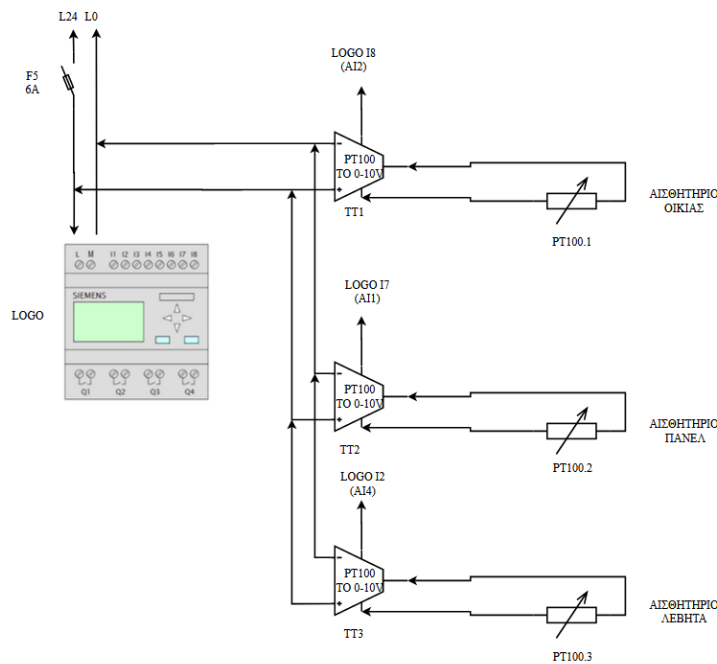 L24 L0
F5
6A
LOGO I8
(AI2)
-
PT100
TO 0-10V
+
TT1
PT100.1
ΑΙΣΘΗΤΗΡΙΟ
ΟΙΚΙΑΣ
L M I1 I2 I3 I4 I5 I6 I7 I8
SIEMENS
LOGO
Q1 Q2 Q3 Q4
LOGO I7
(AI1)
-
PT100
TO 0-10V
+
TT2
PT100.2
ΑΙΣΘΗΤΗΡΙΟ
ΠΑΝΕΛ
LOGO I2
(AI4)
-
PT100
TO 0-10V
+
TT3
PT100.3
ΑΙΣΘΗΤΗΡΙΟ
ΛΕΒΗΤΑ